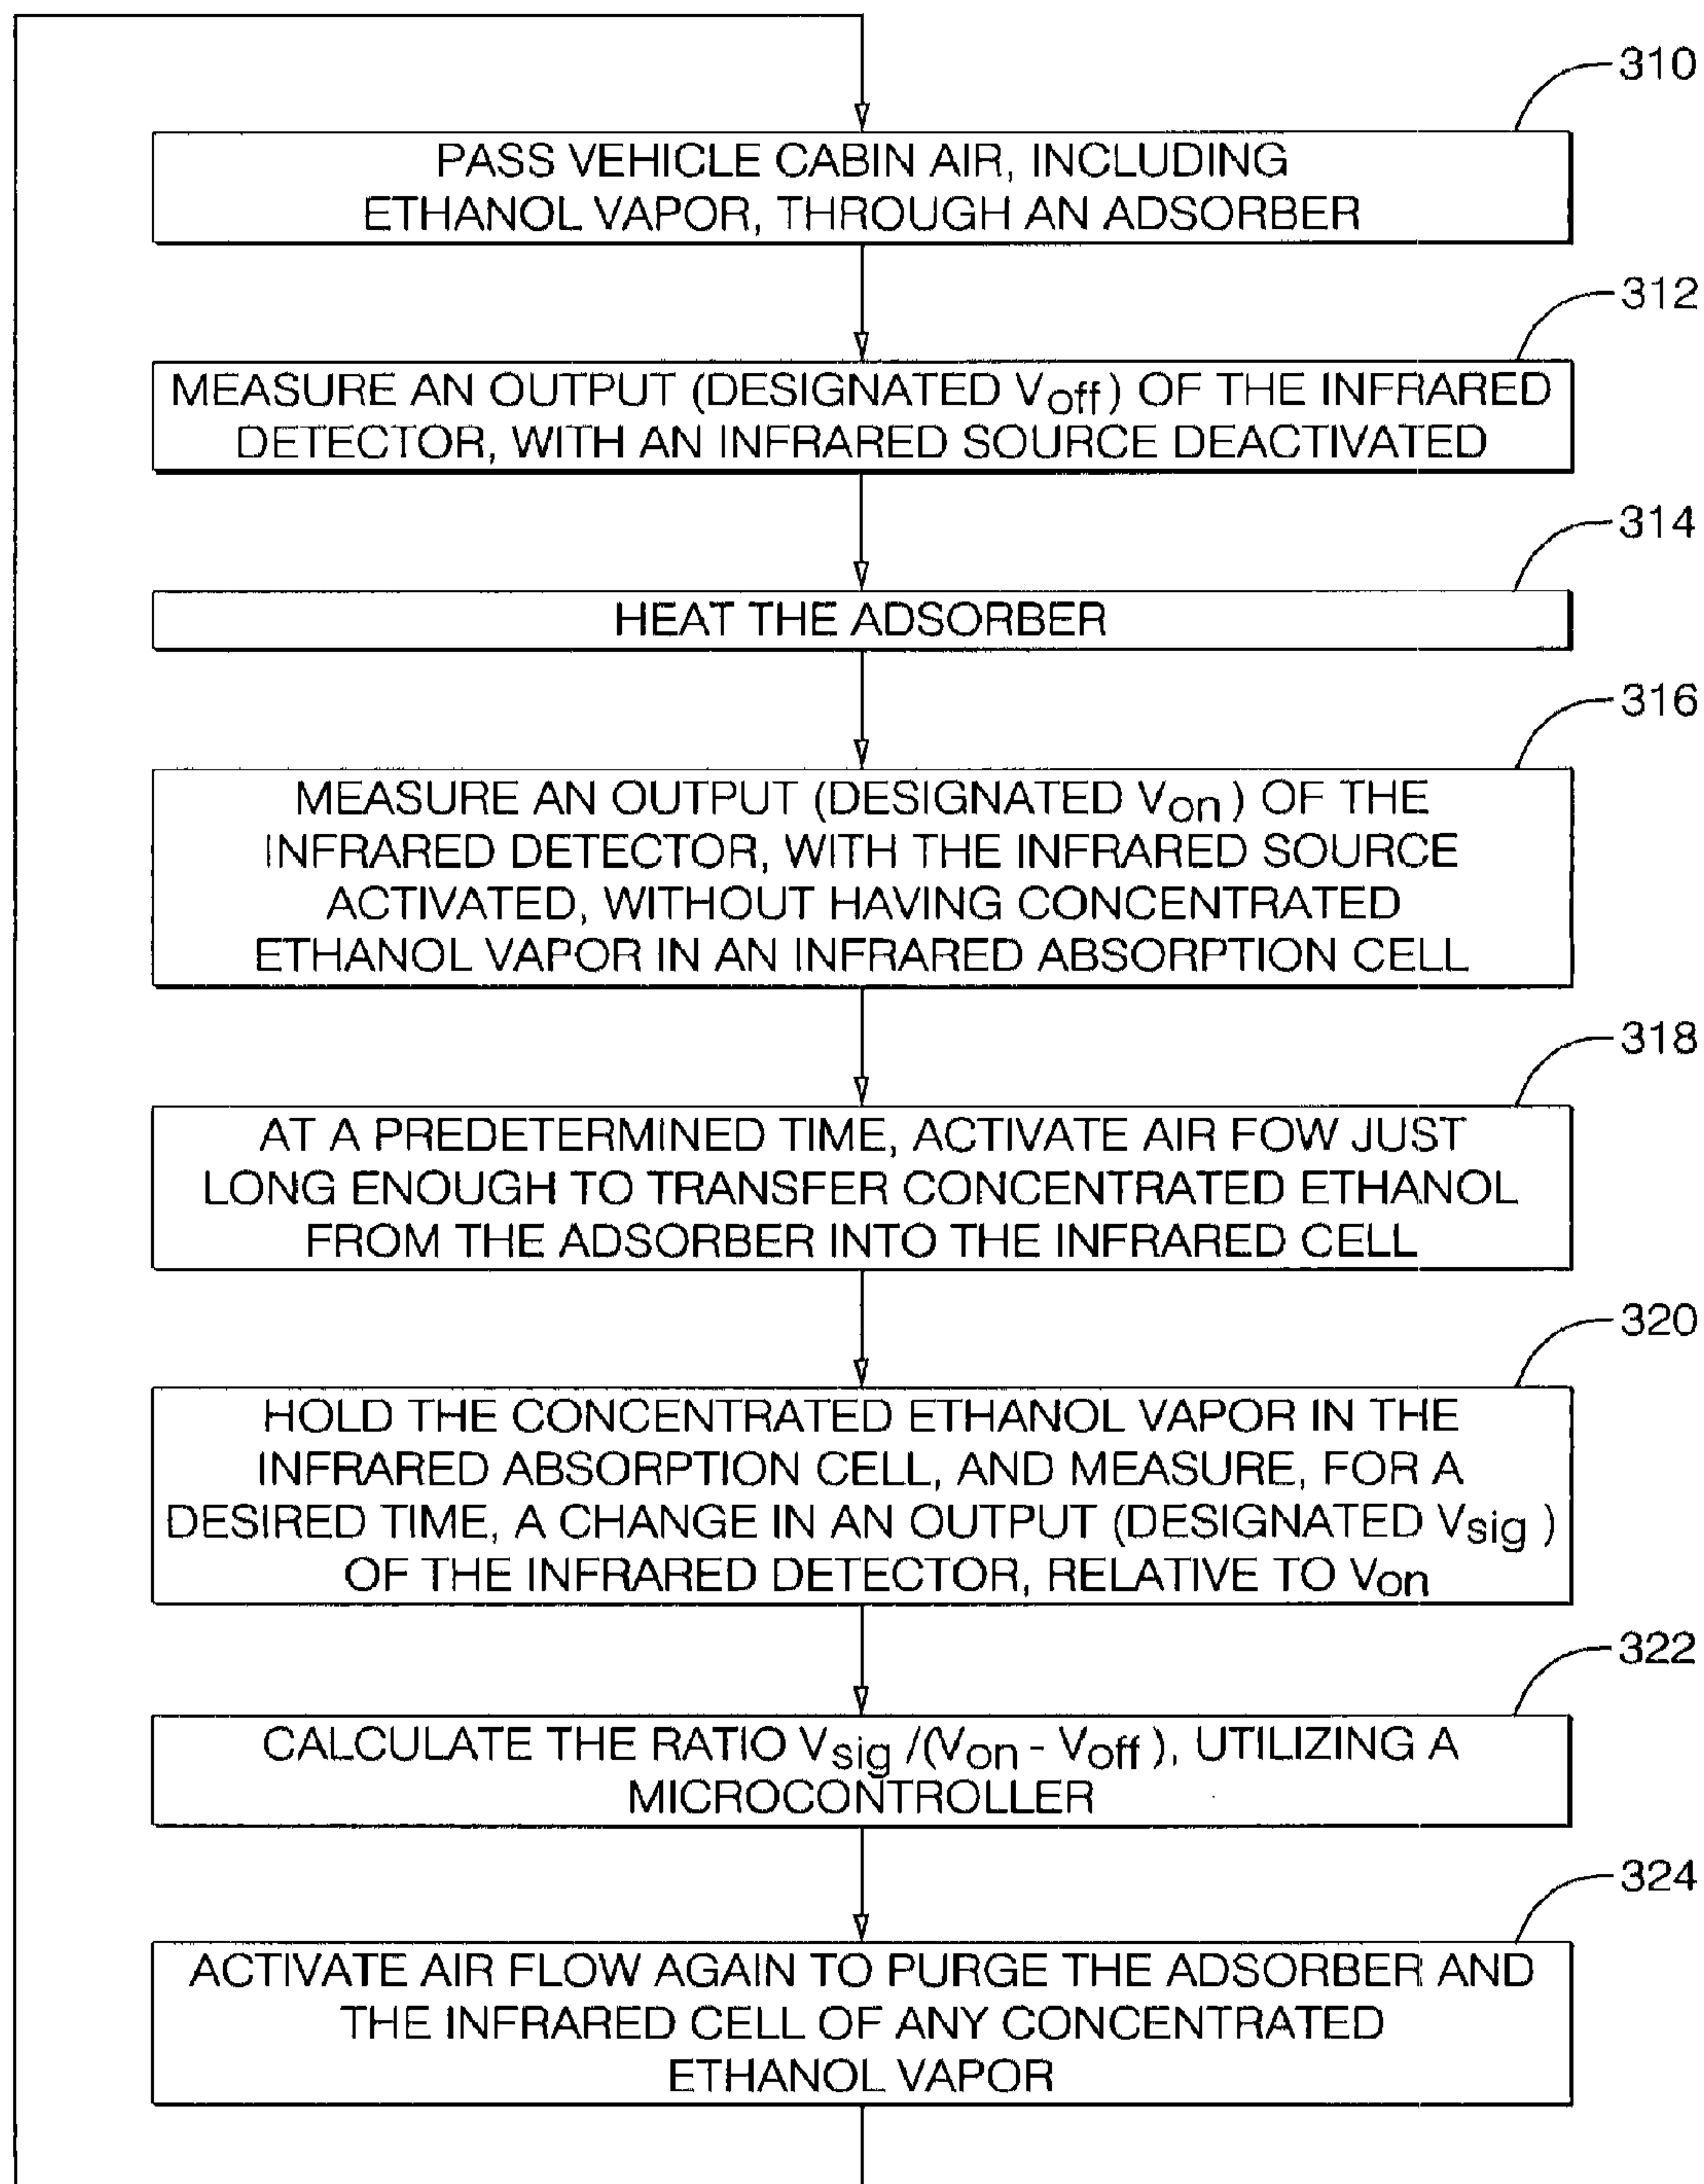 310
PASS VEHICLE CABIN AIR, INCLUDING
ETHANOL VAPOR, THROUGH AN ADSORBER
312
MEASURE AN OUTPUT (DESIGNATED Voff) OF THE INFRARED
DETECTOR, WITH AN INFRARED SOURCE DEACTIVATED
314
HEAT THE ADSORBER
316
MEASURE AN OUTPUT (DESIGNATED Von) OF THE
INFRARED DETECTOR, WITH THE INFRARED SOURCE
ACTIVATED, WITHOUT HAVING CONCENTRATED
ETHANOL VAPOR IN AN INFRARED ABSORPTION CELL
318
AT A PREDETERMINED TIME, ACTIVATE AIR FOW JUST
LONG ENOUGH TO TRANSFER CONCENTRATED ETHANOL
FROM THE ADSORBER INTO THE INFRARED CELL
320
HOLD THE CONCENTRATED ETHANOL VAPOR IN THE
INFRARED ABSORPTION CELL, AND MEASURE, FOR A
DESIRED TIME, A CHANGE IN AN OUTPUT (DESIGNATED Vsig )
OF THE INFRARED DETECTOR, RELATIVE TO Von
322
CALCULATE THE RATIO Vsig /(Von - Voff ), UTILIZING A
MICROCONTROLLER
324
ACTIVATE AIR FLOW AGAIN TO PURGE THE ADSORBER AND
THE INFRARED CELL OF ANY CONCENTRATED
ETHANOL VAPOR